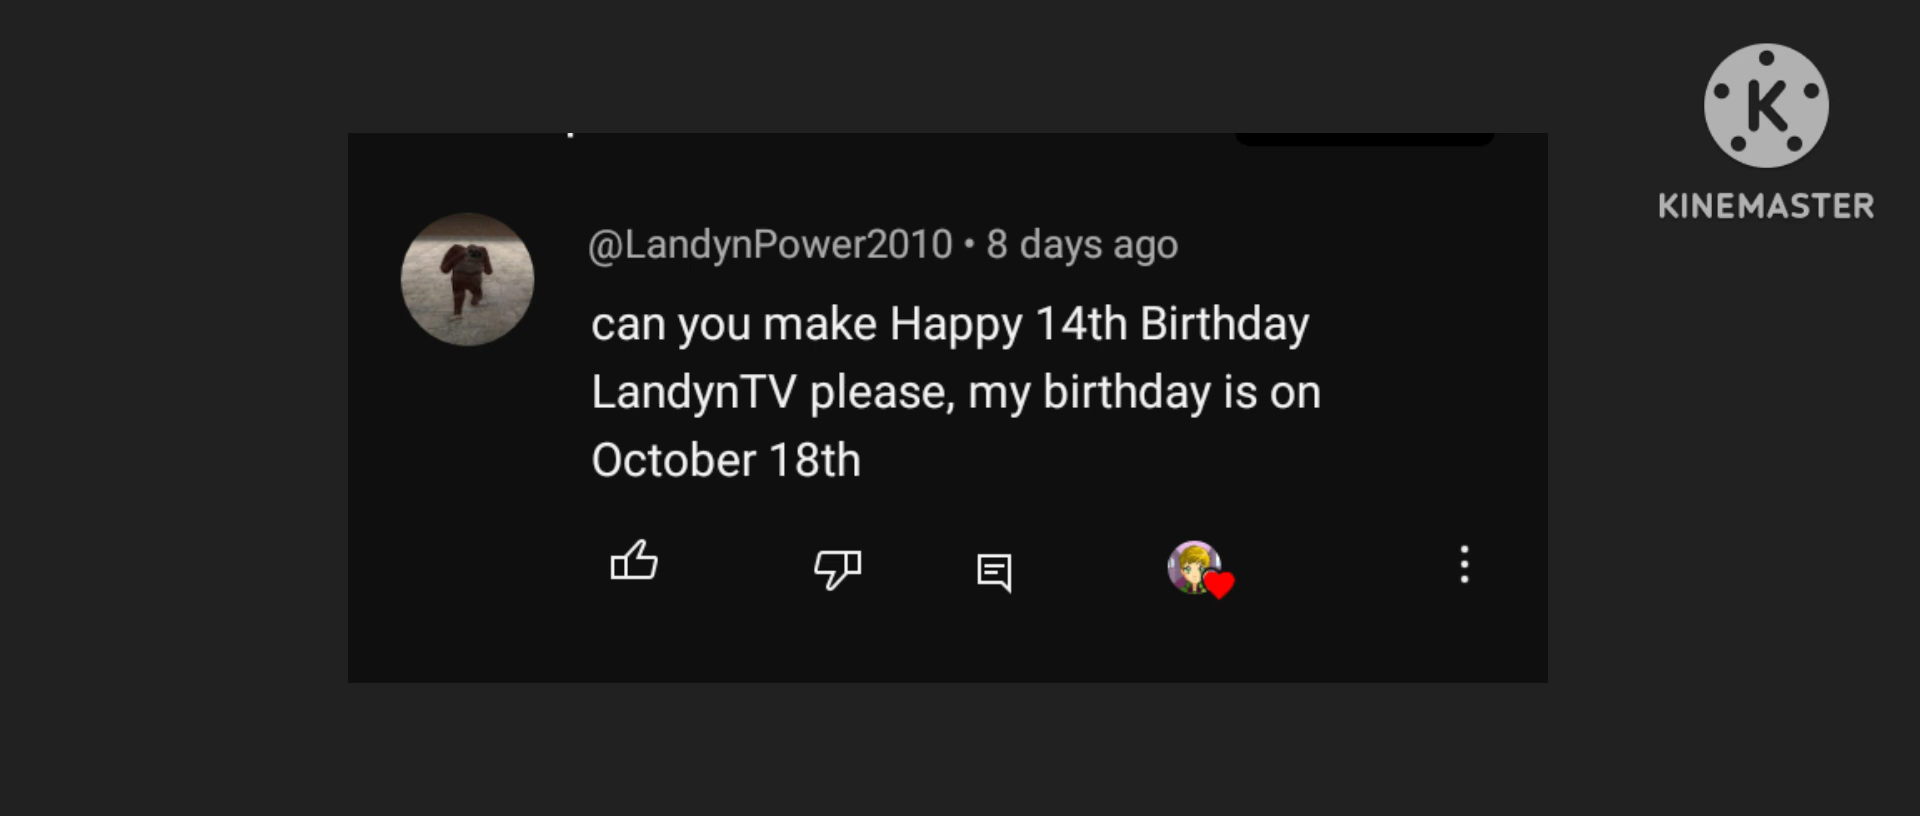 K
KINEMASTER
@LandynPower2010 • 8 days ago
can you make Happy 14th Birthday
LandynTV please, my birthday is on
October 18th